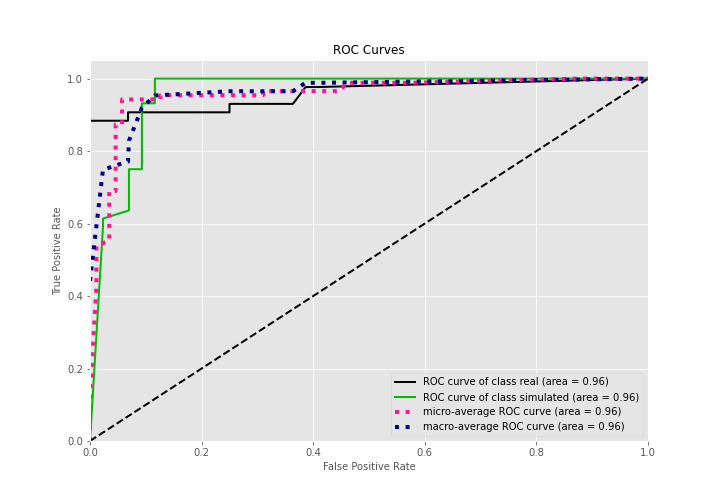 ROC Curves
True Positive Rate
1.0
0.8
0.6
0.4
0.2
0.0
0.0 0.2 0.4 0.6 0.8 1.0
False Positive Rate
ROC curve of class real (area = 0.96)
ROC curve of class simulated (area = 0.96)
micro-average ROC curve (area = 0.96)
macro-average ROC curve (area = 0.96)